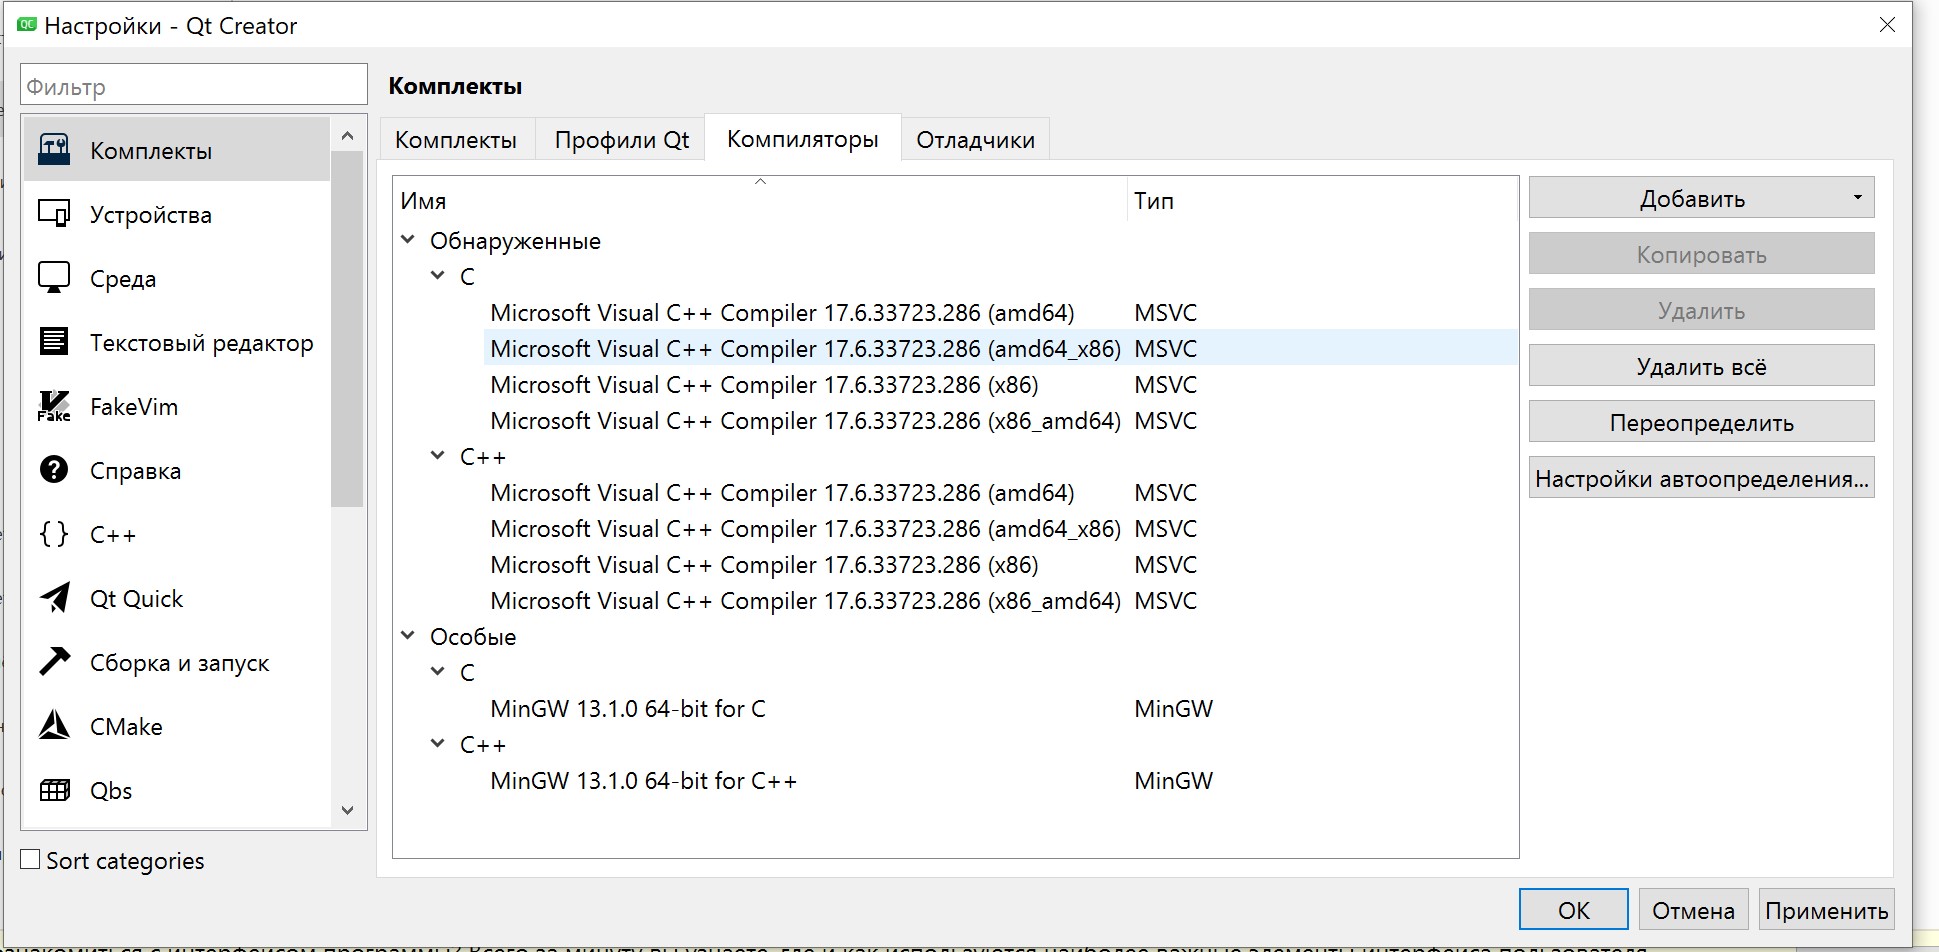 Настройки - Qt Creator
Фильтр
Комплекты
Устройства
Среда
Текстовый редактор
FakeVim
Справка
C++
Qt Quick
Сборка и запуск
CMake
Qbs
Sort categories
Комплекты
Комплекты Профили Qt Компиляторы Отладчики
Имя Тип
Обнаруженные
C
Microsoft Visual C++ Compiler 17.6.33723.286 (amd64) MSVC
Microsoft Visual C++ Compiler 17.6.33723.286 (amd64_x86) MSVC
Microsoft Visual C++ Compiler 17.6.33723.286 (x86) MSVC
Microsoft Visual C++ Compiler 17.6.33723.286 (x86_amd64) MSVC
C++
Microsoft Visual C++ Compiler 17.6.33723.286 (amd64) MSVC
Microsoft Visual C++ Compiler 17.6.33723.286 (amd64_x86) MSVC
Microsoft Visual C++ Compiler 17.6.33723.286 (x86) MSVC
Microsoft Visual C++ Compiler 17.6.33723.286 (x86_amd64) MSVC
Особые
C
MinGW 13.1.0 64-bit for C MinGW
C++
MinGW 13.1.0 64-bit for C++ MinGW
Добавить
Копировать
Удалить
Удалить всё
Переопределить
Настройки автоопределения...
OK Отмена Применить